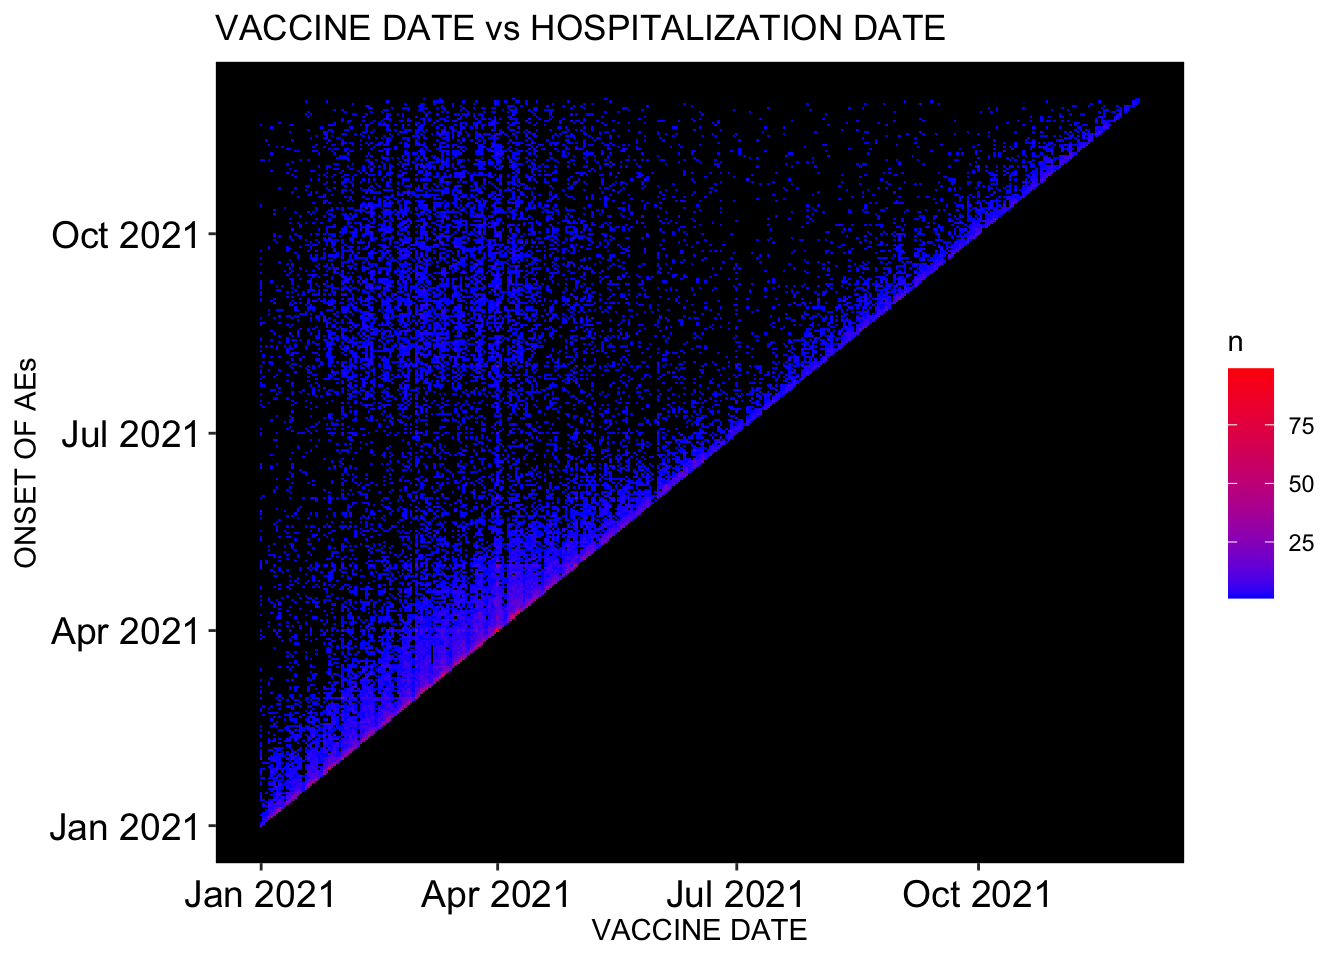 VACCINE DATE vs HOSPITALIZATION DATE
ONSET OF AEs
Oct 2021
Jul 2021
Apr 2021
Jan 2021
Jan 2021 Apr 2021 Jul 2021 Oct 2021
VACCINE DATE
n
75
50
25